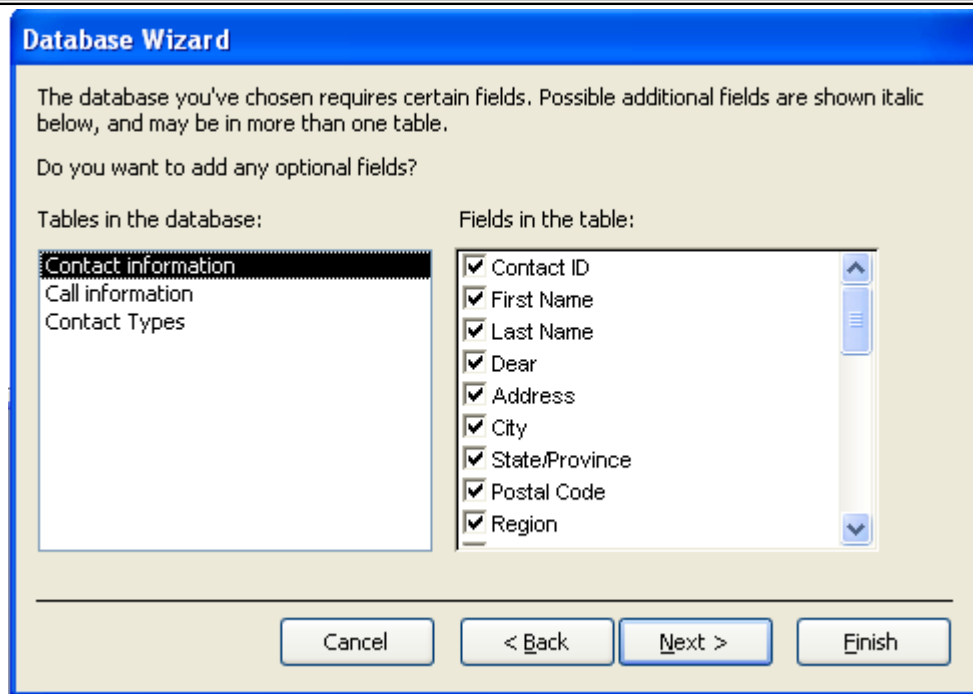 Database Wizard
The database you've chosen requires certain fields. Possible additional fields are shown italic
below, and may be in more than one table.
Do you want to add any optional fields?
Tables in the database:
Contact information
Call information
Contact Types
Fields in the table:
Contact ID
First Name
Last Name
Dear
Address
City
State/Province
Postal Code
Region
Cancel
< Back
Next >
Finish